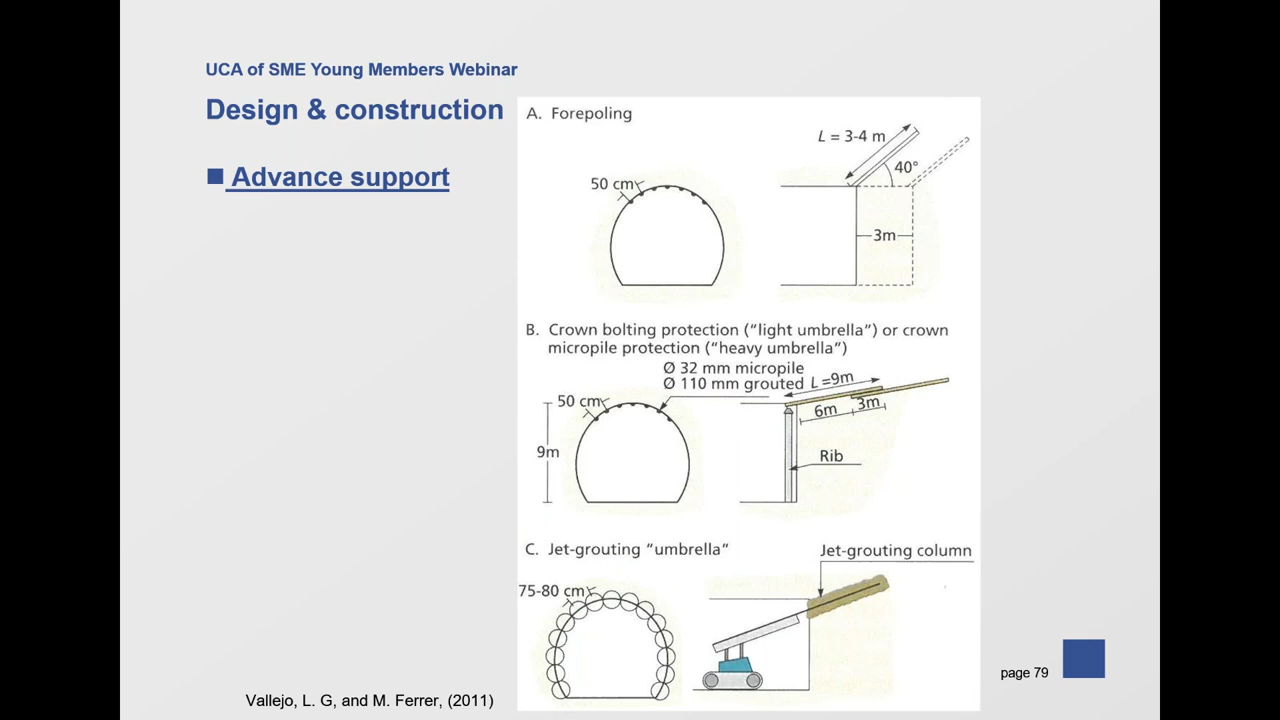 UCA of SME Young Members Webinar
Design & construction
Advance support
A. Forepoling
L = 3-4 m
40°
50 cm
3m
B. Crown bolting protection (“light umbrella”) or crown
micropile protection (“heavy umbrella”)
Ø 32 mm micropile
Ø 110 mm grouted
L =9m
50 cm
6m
3m
9m
Rib
C. Jet-grouting “umbrella”
Jet-grouting column
75-80 cm
page 79
Vallejo, L. G, and M. Ferrer, (2011)